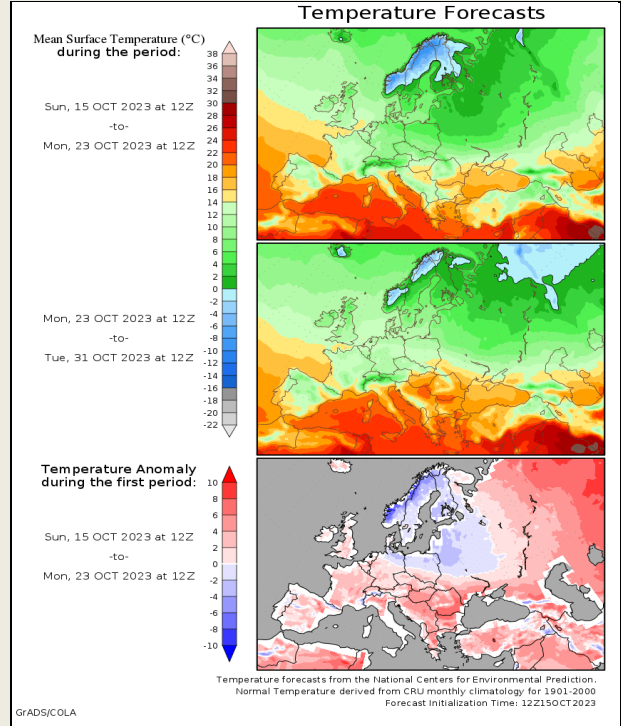 Temperature Forecasts
Mean Surface Temperature (°C)
during the period:
Sun, 15 OCT 2023 at 12Z
-to-
Mon, 23 OCT 2023 at 12Z
38
36
34
32
30
28
26
24
22
20
18
16
14
12
10
8
6
4
2
0
-2
-4
-6
-8
-10
-12
-14
-16
-18
-20
-22
Mon, 23 OCT 2023 at 12Z
-to-
Tue, 31 OCT 2023 at 12Z
Temperature Anomaly
during the first period:
Sun, 15 OCT 2023 at 12Z
-to-
Mon, 23 OCT 2023 at 12Z
10
8
6
4
2
0
-2
-4
-6
-8
-10
Temperature forecasts from the National Centers for Environmental Prediction.
Normal Temperature derived from CRU monthly climatology for 1901-2000
Forecast Initialization Time: 12Z15OCT2023
GrADS/COLA